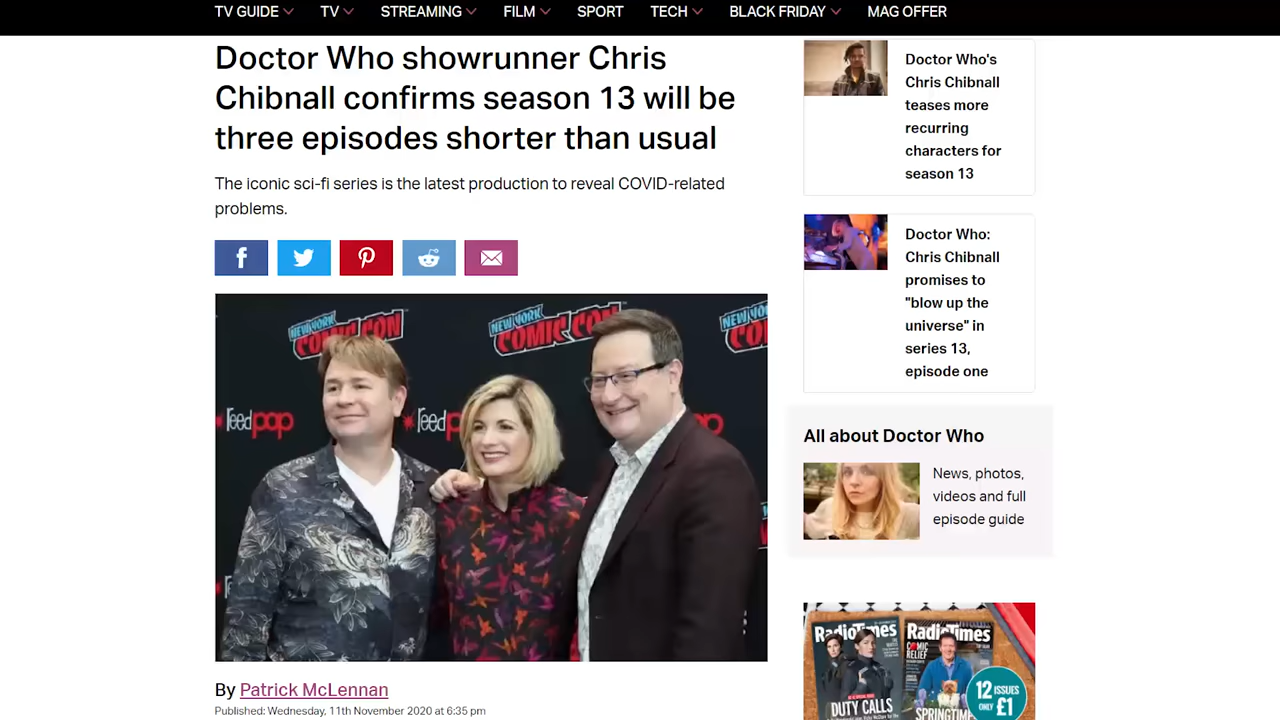 TV GUIDE TV STREAMING FILM SPORT TECH BLACK FRIDAY MAG OFFER
Doctor Who showrunner Chris
Chibnall confirms season 13 will be
three episodes shorter than usual
The iconic sci-fi series is the latest production to reveal COVID-related
problems.
NEW YORK
COMIC CON
NEW YORK
COMIC CON
NEW YORK
reedpop
reedpop
By Patrick McLennan
Published: Wednesday, 11th November 2020 at 6:35 pm
Doctor Who's
Chris Chibnall
teases more
recurring
characters for
season 13
Doctor Who:
Chris Chibnall
promises to
"blow up the
universe" in
series 13,
episode one
All about Doctor Who
News, photos,
videos and full
episode guide
RadioTimes
RadioTimes
COMIC
RELIEF
DUTY CALLS
SPRINGTIME
12 ISSUES
ONLY £1